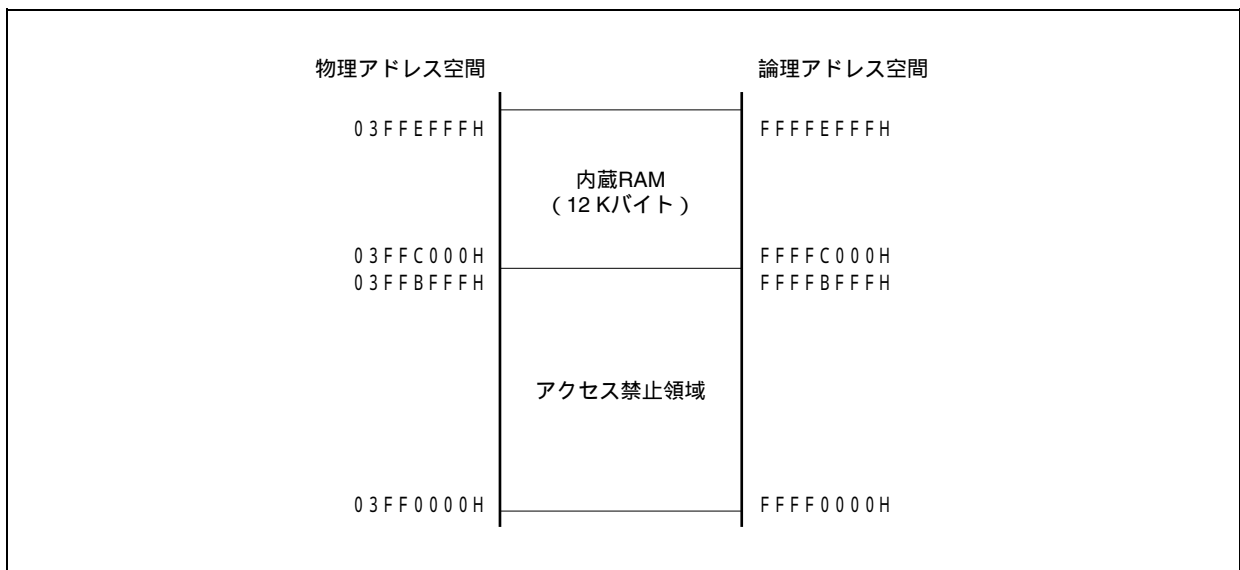 物理アドレス空間 論理アドレス空間
03FFEFFFH FFFFEFFFH
内蔵RAM
(12 Kバイト)
03FFC000H FFFFC000H
03FFBFFFH FFFFBFFFH
アクセス禁止領域
03FF0000H FFFF0000H